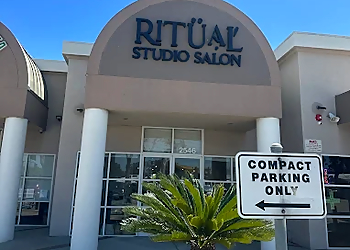 RITÜAL
STUDIO SALON
2546
COMPACT
PARKING
ONLY